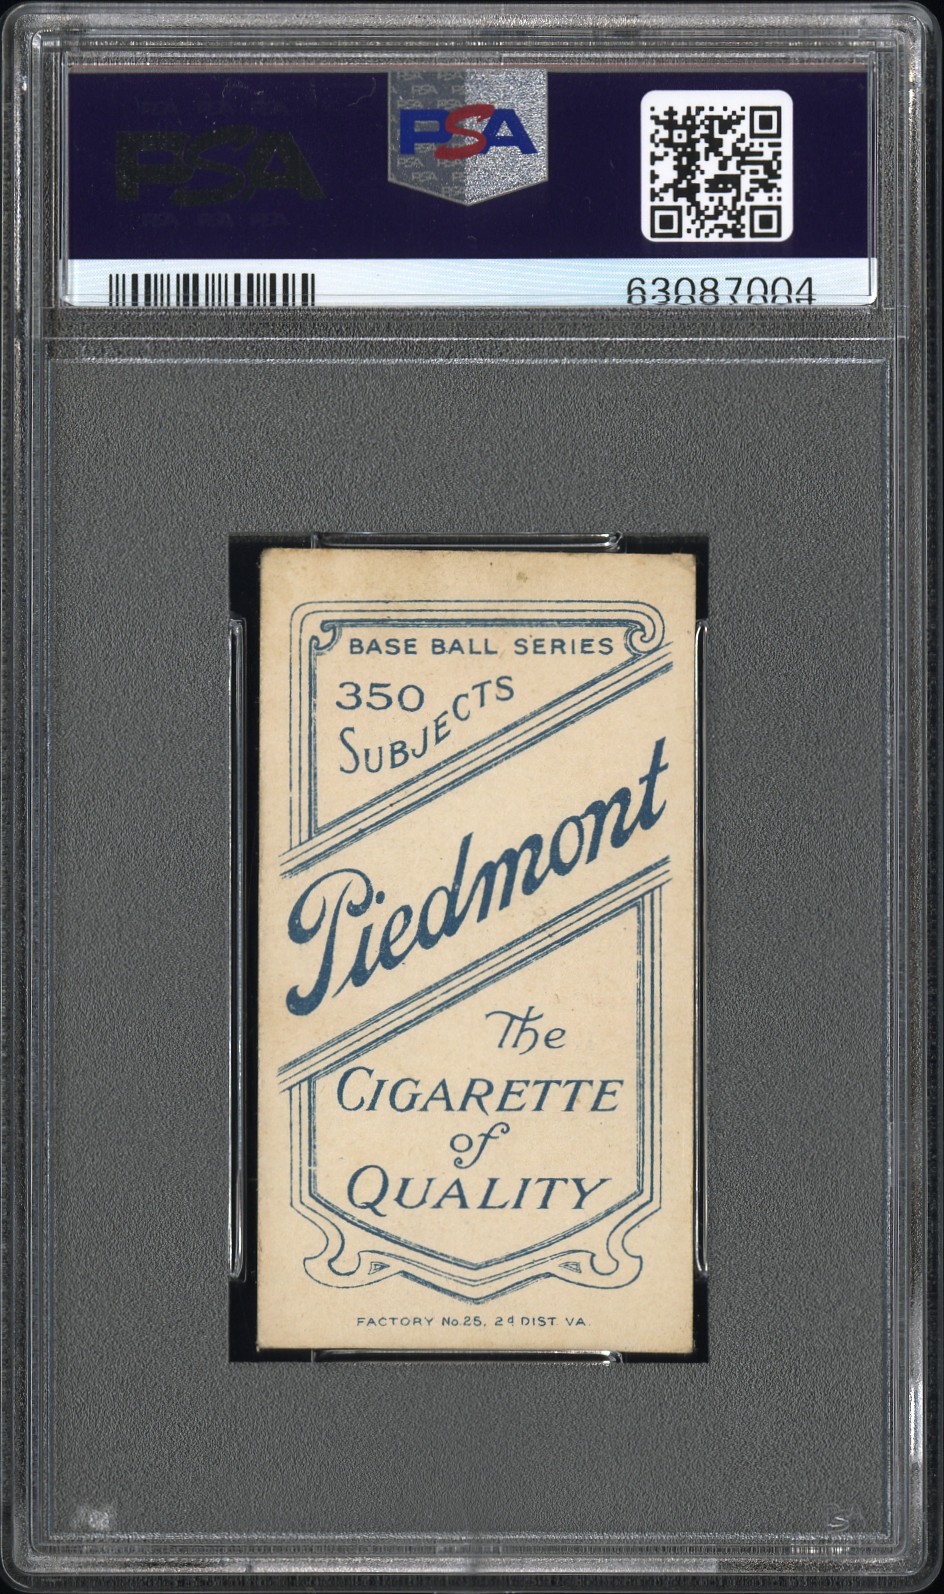 PSA
PSA
63087004
BASE BALL SERIES
350
SUBJECTS
Piedmont
The
CIGARETTE
of
QUALITY
FACTORY No.25, 2d DIST. VA.